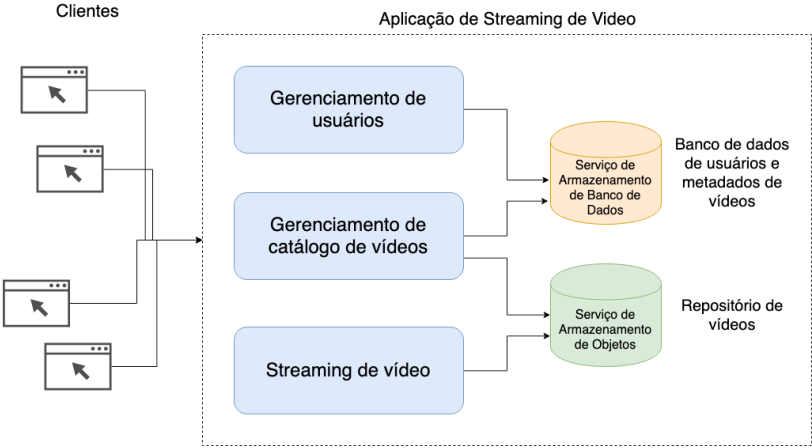 Clientes
Aplicação de Streaming de Video
Gerenciamento de
usuários
Gerenciamento de
catálogo de vídeos
Streaming de vídeo
Serviço de
Armazenamento
de Banco de
Dados
Banco de dados
de usuários e
metadados de
vídeos
Serviço de
Armazenamento
de Objetos
Repositório de
vídeos